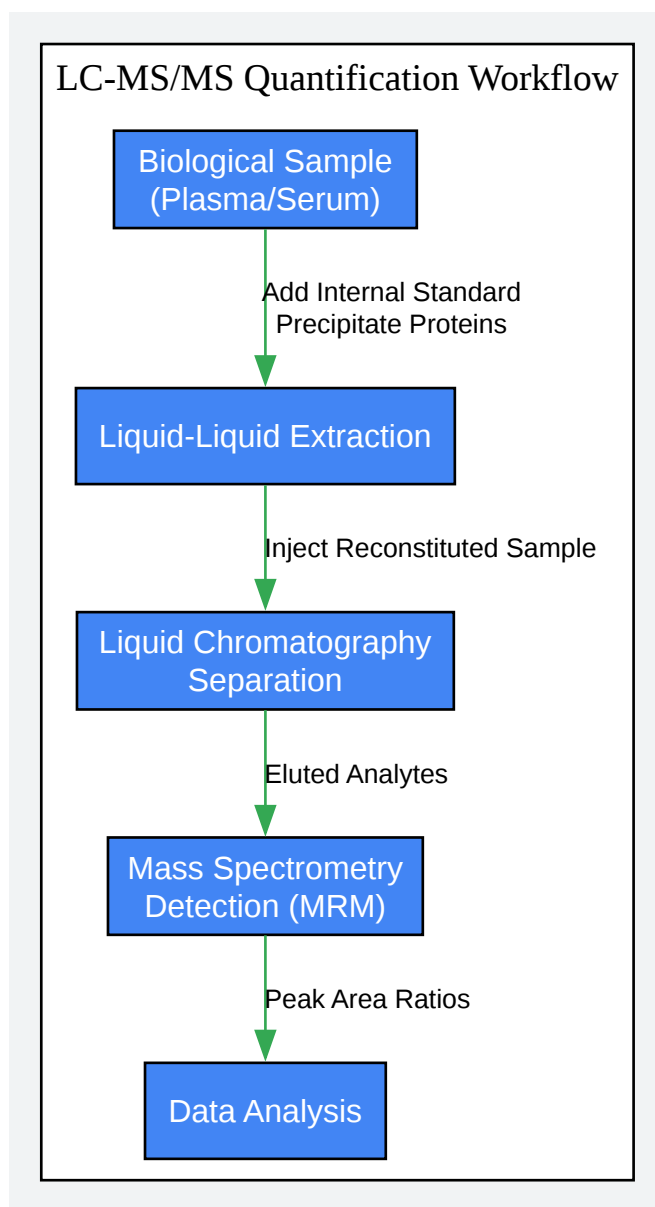 LC-MS/MS Quantification Workflow
Biological Sample
(Plasma/Serum)
Add Internal Standard
Precipitate Proteins
Liquid-Liquid Extraction
Inject Reconstituted Sample
Liquid Chromatography
Separation
Eluted Analytes
Mass Spectrometry
Detection (MRM)
Peak Area Ratios
Data Analysis